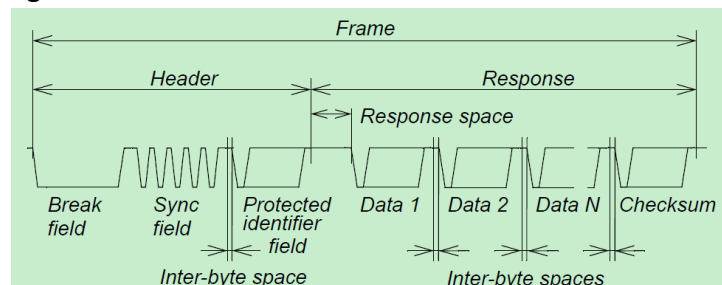 Frame
Header
Response
Response space
Break field
Sync field
Protected identifier field
Data 1
Data 2
Data N
Checksum
Inter-byte space
Inter-byte spaces